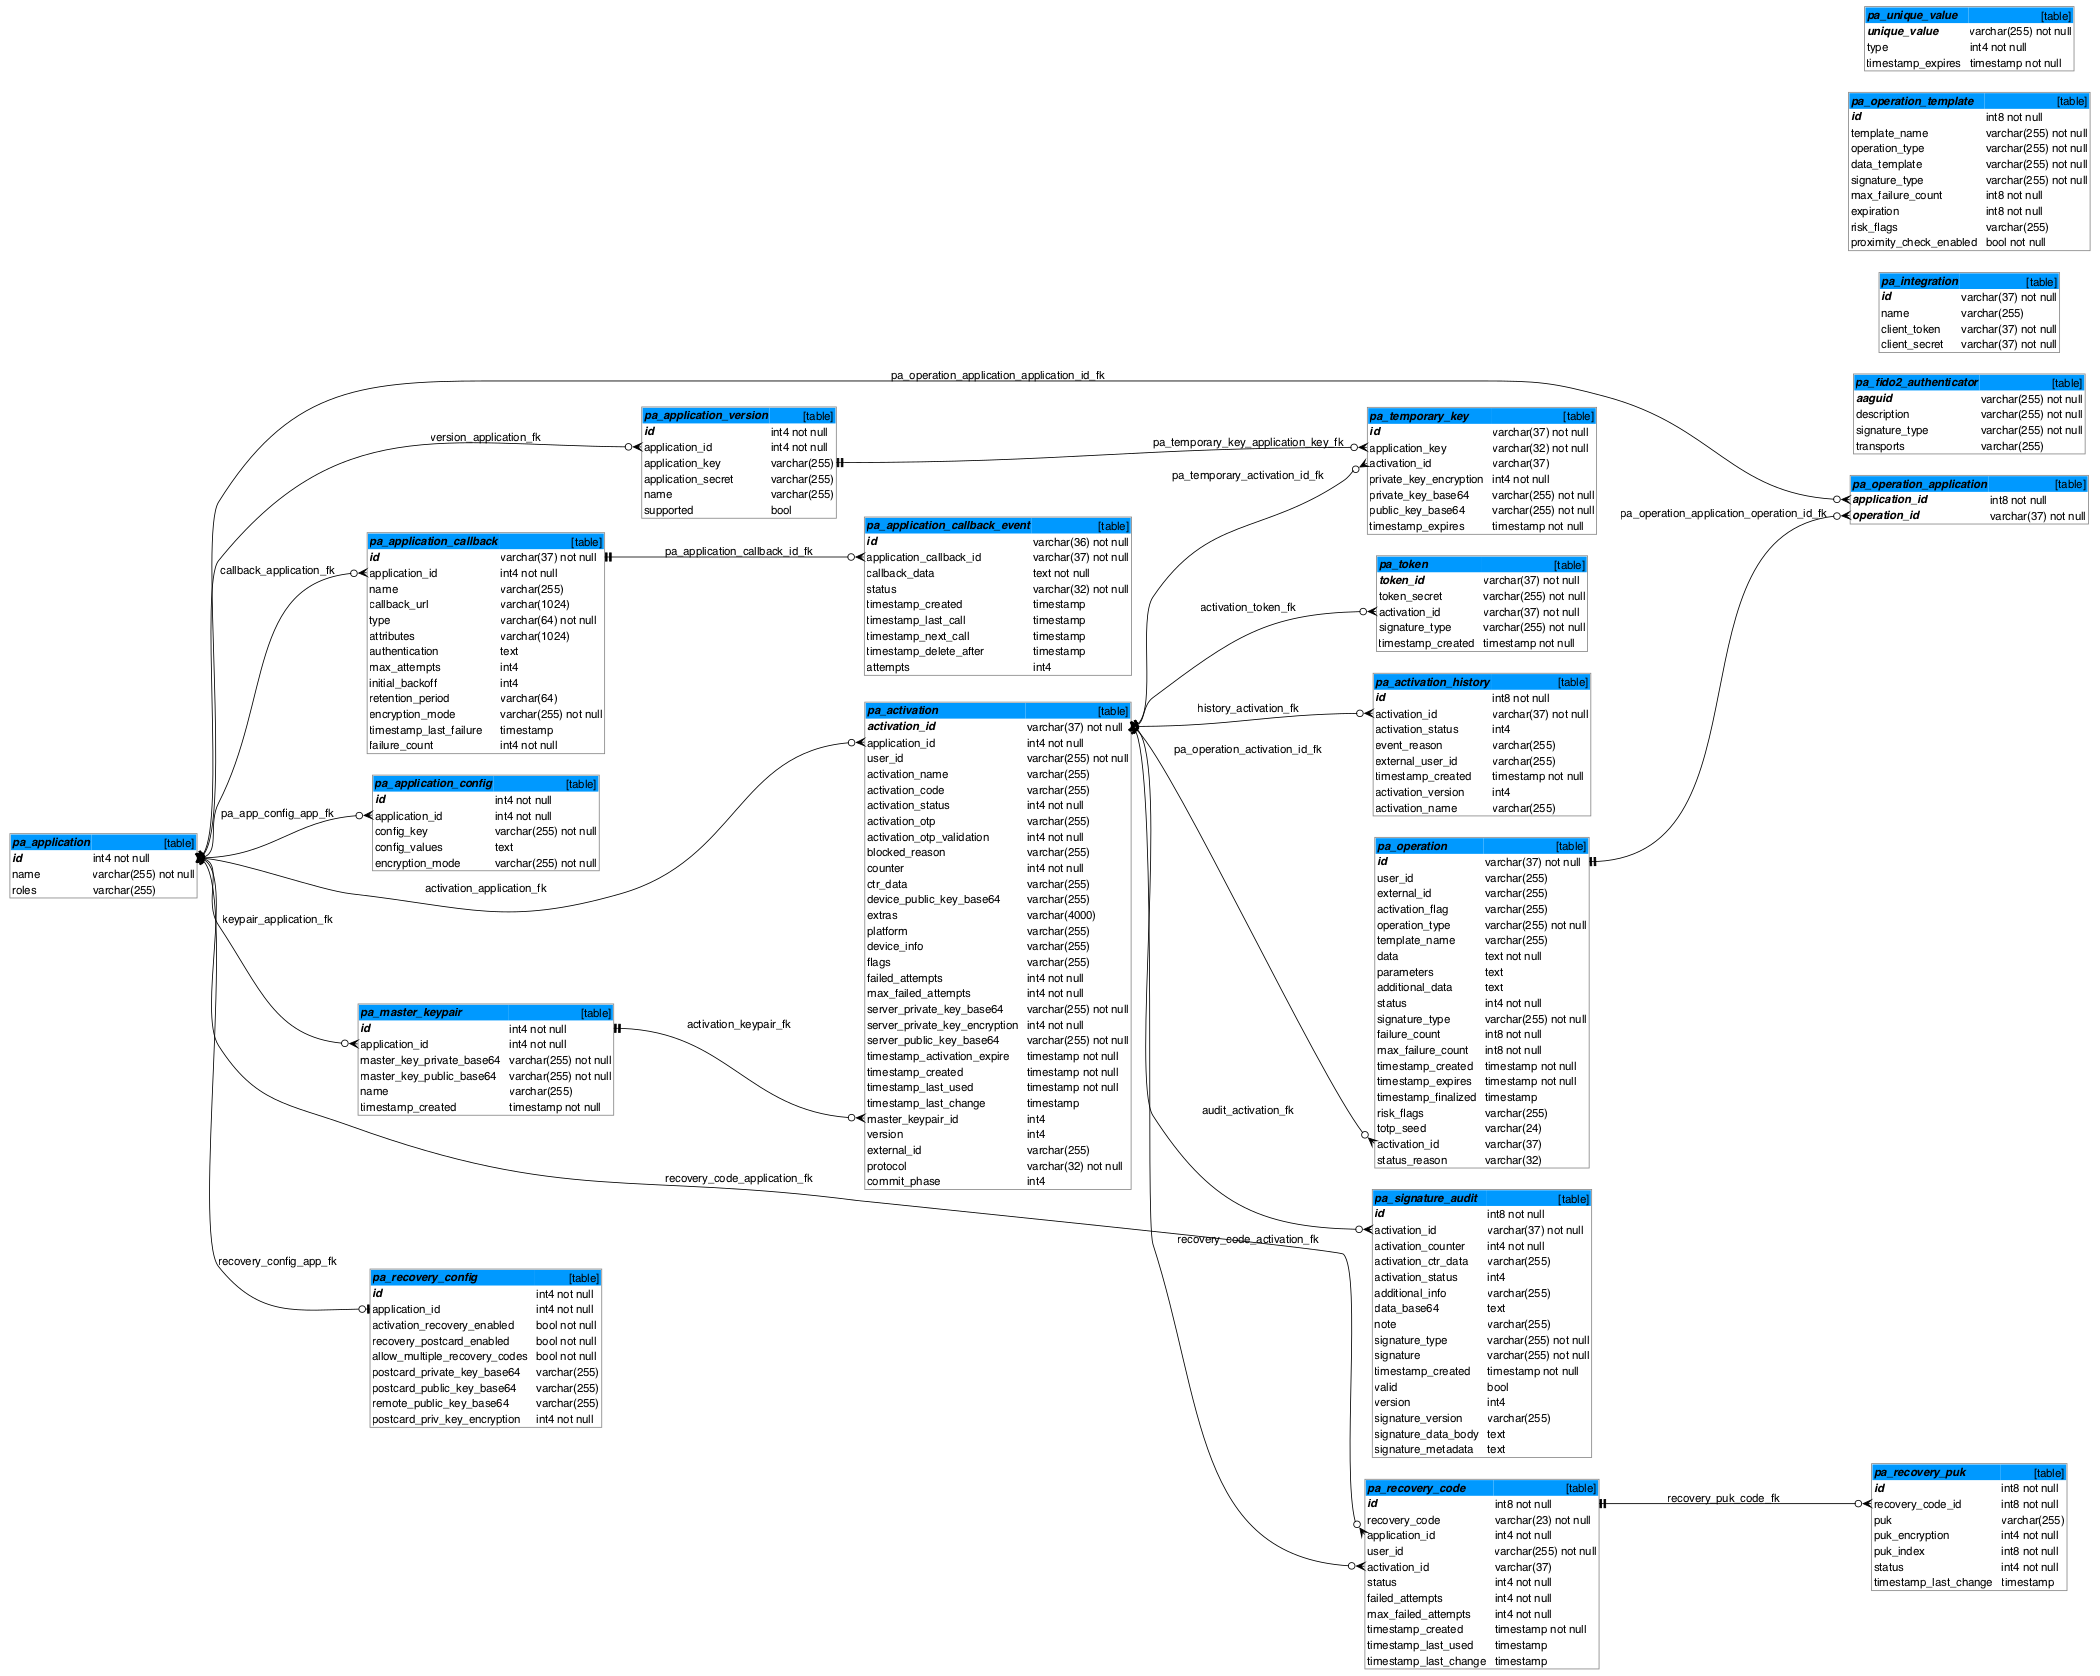 pa_unique_value [table]
unique_value varchar(255) not null
type int4 not null
timestamp_expires timestamp not null
pa_operation_template [table]
id int8 not null
template_name varchar(255) not null
operation_type varchar(255) not null
data_template varchar(255) not null
signature_type varchar(255) not null
max_failure_count int8 not null
expiration int8 not null
risk_flags varchar(255)
proximity_check_enabled bool not null
pa_integration [table]
id varchar(37) not null
name varchar(255)
client_token varchar(37) not null
client_secret varchar(37) not null
pa_fido2_authenticator [table]
aaguid varchar(255) not null
description varchar(255) not null
signature_type varchar(255) not null
transports varchar(255)
pa_operation_application [table]
application_id int8 not null
operation_id varchar(37) not null
pa_operation_application_application_id_fk
pa_operation_application_operation_id_fk
version_application_fk
pa_application_version [table]
id int4 not null
application_id int4 not null
application_key varchar(255)
application_secret varchar(255)
name varchar(255)
supported bool
pa_temporary_key_application_key_fk
pa_temporary_activation_id_fk
pa_temporary_key [table]
id varchar(37) not null
application_key varchar(32) not null
activation_id varchar(37)
private_key_encryption int4 not null
private_key_base64 varchar(255) not null
public_key_base64 varchar(255) not null
timestamp_expires timestamp not null
callback_application_fk
pa_application_callback [table]
id varchar(37) not null
application_id int4 not null
name varchar(255)
callback_url varchar(1024)
type varchar(64) not null
attributes varchar(1024)
authentication text
max_attempts int4
initial_backoff int4
retention_period varchar(64)
encryption_mode varchar(255) not null
timestamp_last_failure timestamp
failure_count int4 not null
pa_application_callback_id_fk
pa_application_callback_event [table]
id varchar(36) not null
application_callback_id varchar(37) not null
callback_data text not null
status varchar(32) not null
timestamp_created timestamp
timestamp_last_call timestamp
timestamp_next_call timestamp
timestamp_delete_after timestamp
attempts int4
activation_token_fk
pa_token [table]
token_id varchar(37) not null
token_secret varchar(255) not null
activation_id varchar(37) not null
signature_type varchar(255) not null
timestamp_created timestamp not null
history_activation_fk
pa_activation_history [table]
id int8 not null
activation_id varchar(37) not null
activation_status int4
event_reason varchar(255)
external_user_id varchar(255)
timestamp_created timestamp not null
activation_version int4
activation_name varchar(255)
pa_operation_activation_id_fk
pa_activation [table]
activation_id varchar(37) not null
application_id int4 not null
user_id varchar(255) not null
activation_name varchar(255)
activation_code varchar(255)
activation_status int4 not null
activation_otp varchar(255)
activation_otp_validation int4 not null
blocked_reason varchar(255)
counter int4 not null
ctr_data varchar(255)
device_public_key_base64 varchar(255)
extras varchar(4000)
platform varchar(255)
device_info varchar(255)
flags varchar(255)
failed_attempts int4 not null
max_failed_attempts int4 not null
server_private_key_base64 varchar(255) not null
server_private_key_encryption int4 not null
server_public_key_base64 varchar(255) not null
timestamp_activation_expire timestamp not null
timestamp_created timestamp not null
timestamp_last_used timestamp not null
timestamp_last_change timestamp
master_keypair_id int4
version int4
external_id varchar(255)
protocol varchar(32) not null
commit_phase int4
pa_app_config_app_fk
pa_application_config [table]
id int4 not null
application_id int4 not null
config_key varchar(255) not null
config_values text
encryption_mode varchar(255) not null
pa_application [table]
id int4 not null
name varchar(255) not null
roles varchar(255)
activation_application_fk
keypair_application_fk
pa_operation [table]
id varchar(37) not null
user_id varchar(255)
external_id varchar(255)
activation_flag varchar(255)
operation_type varchar(255) not null
template_name varchar(255)
data text not null
parameters text
additional_data text
status int4 not null
signature_type varchar(255) not null
failure_count int8 not null
max_failure_count int8 not null
timestamp_created timestamp not null
timestamp_expires timestamp not null
timestamp_finalized timestamp
risk_flags varchar(255)
totp_seed varchar(24)
activation_id varchar(37)
status_reason varchar(32)
pa_master_keypair [table]
id int4 not null
application_id int4 not null
master_key_private_base64 varchar(255) not null
master_key_public_base64 varchar(255) not null
name varchar(255)
timestamp_created timestamp not null
activation_keypair_fk
audit_activation_fk
recovery_code_application_fk
recovery_code_activation_fk
pa_signature_audit [table]
id int8 not null
activation_id varchar(37) not null
activation_counter int4 not null
activation_ctr_data varchar(255)
activation_status int4
additional_info varchar(255)
data_base64 text
note varchar(255)
signature_type varchar(255) not null
signature varchar(255) not null
timestamp_created timestamp not null
valid bool
version int4
signature_version varchar(255)
signature_data_body text
signature_metadata text
recovery_config_app_fk
pa_recovery_config [table]
id int4 not null
application_id int4 not null
activation_recovery_enabled bool not null
recovery_postcard_enabled bool not null
allow_multiple_recovery_codes bool not null
postcard_private_key_base64 varchar(255)
postcard_public_key_base64 varchar(255)
remote_public_key_base64 varchar(255)
postcard_priv_key_encryption int4 not null
pa_recovery_code [table]
id int8 not null
recovery_code varchar(23) not null
application_id int4 not null
user_id varchar(255) not null
activation_id varchar(37)
status int4 not null
failed_attempts int4 not null
max_failed_attempts int4 not null
timestamp_created timestamp not null
timestamp_last_used timestamp
timestamp_last_change timestamp
recovery_puk_code_fk
pa_recovery_puk [table]
id int8 not null
recovery_code_id int8 not null
puk varchar(255)
puk_encryption int4 not null
puk_index int8 not null
status int4 not null
timestamp_last_change timestamp